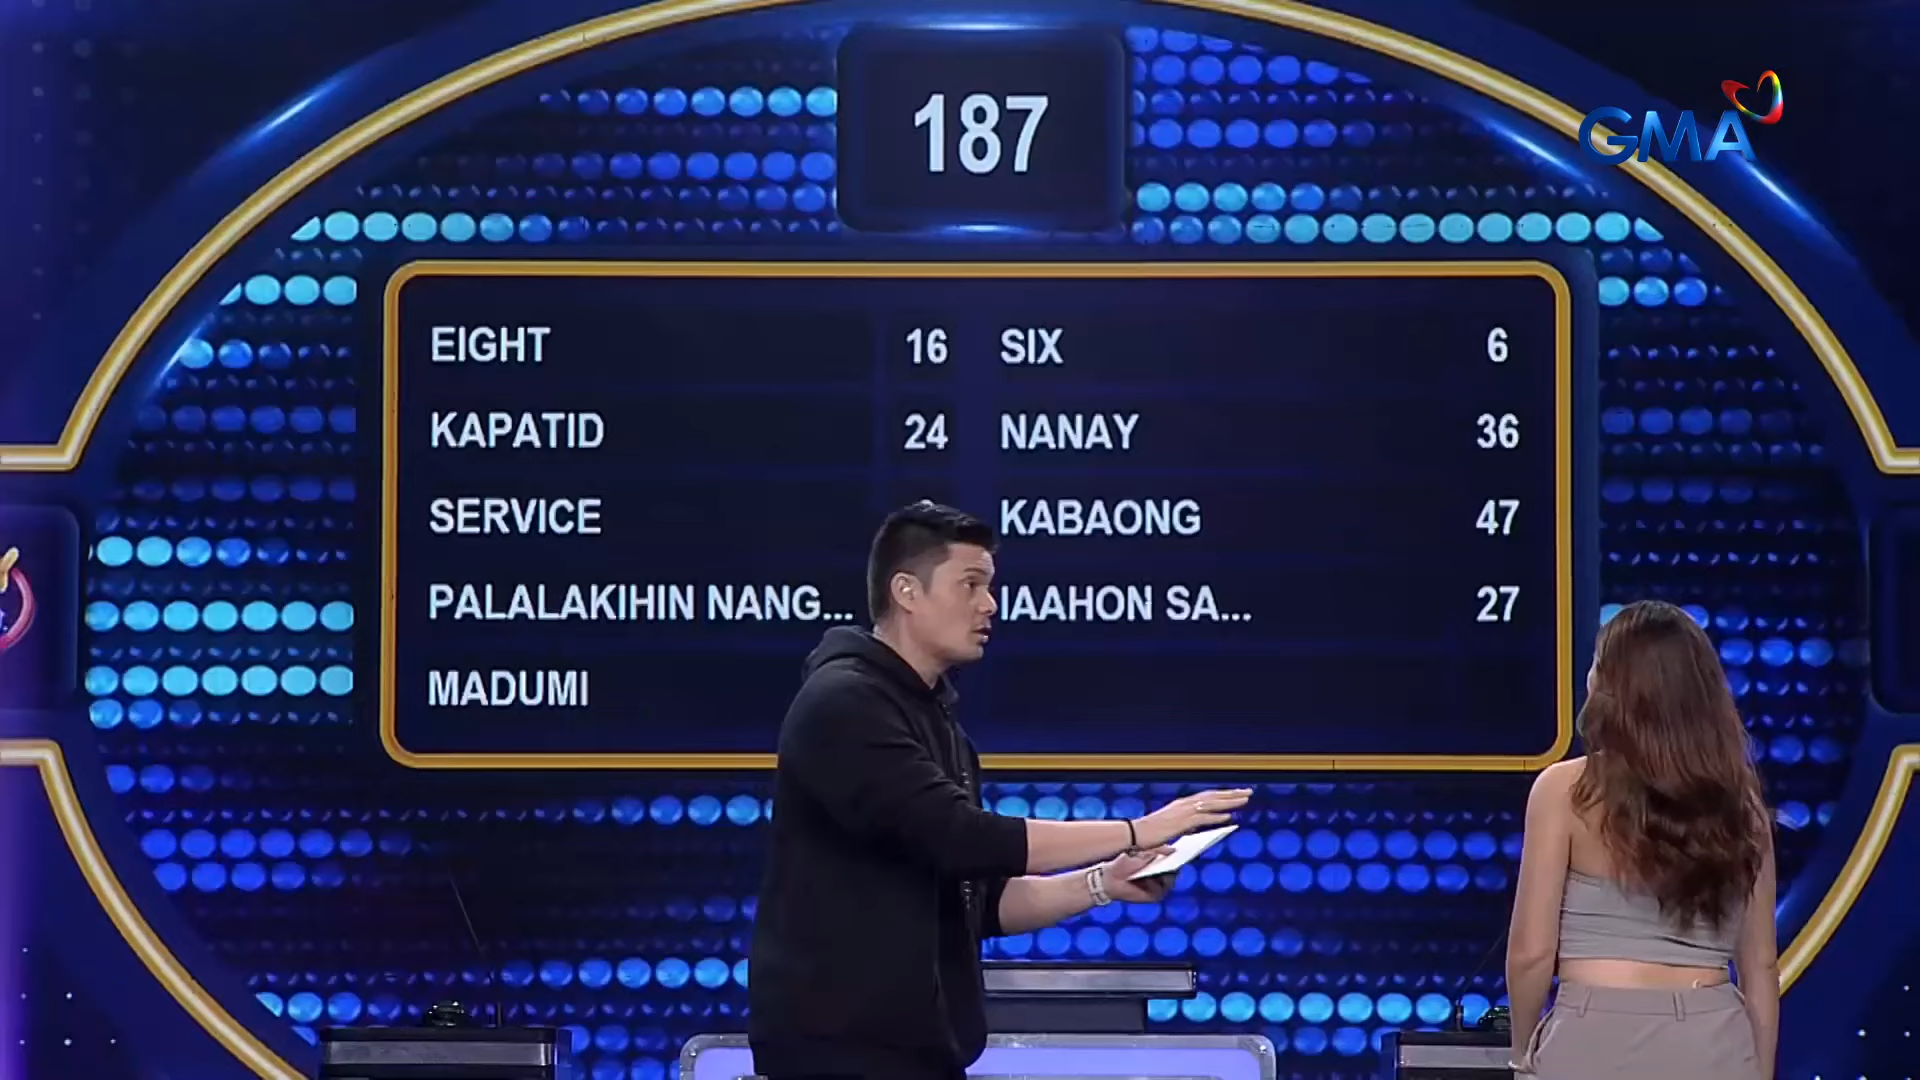 187
GMA
EIGHT 16 SIX 6
KAPATID 24 NANAY 36
SERVICE KABAONG 47
PALALAKIHIN NANG... IAAHON SA... 27
MADUMI